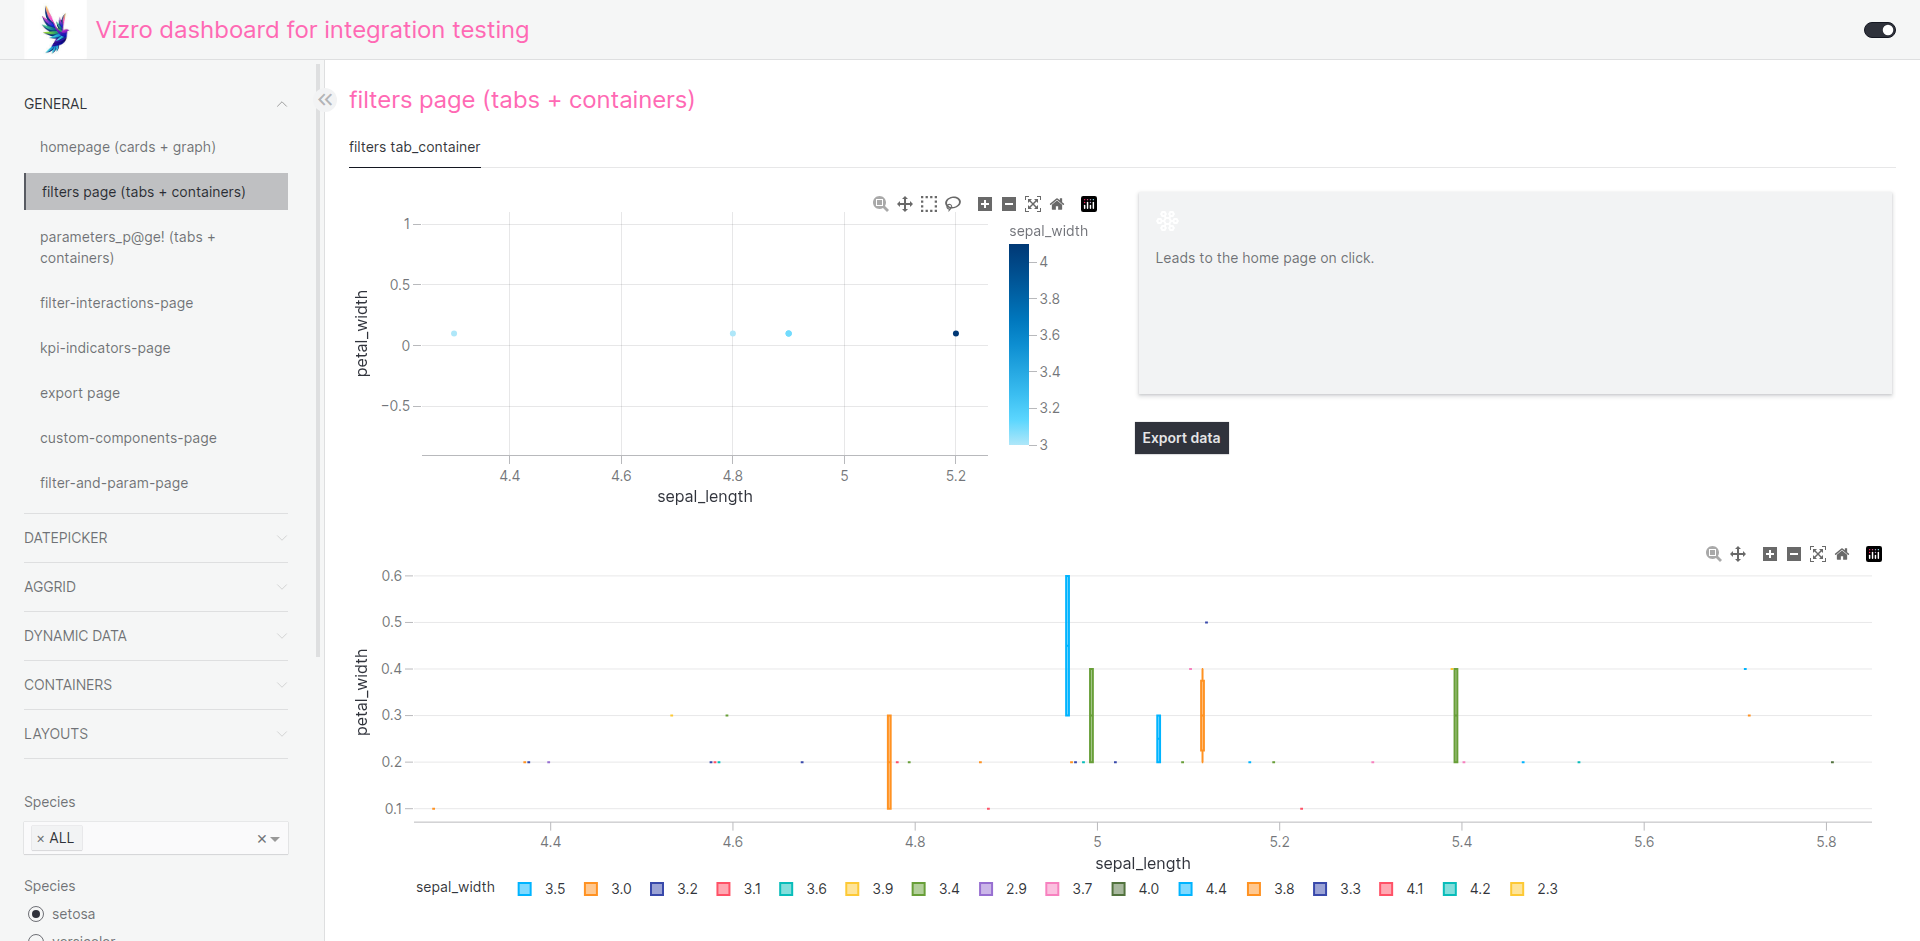 Vizro dashboard for integration testing
GENERAL
homepage (cards + graph)
filters page (tabs + containers)
parameters_p@ge! (tabs +
containers)
filter-interactions-page
kpi-indicators-page
export page
custom-components-page
filter-and-param-page
DATEPICKER
AGGRID
DYNAMIC DATA
CONTAINERS
LAYOUTS
Species
× ALL
×
Species
setosa
versicolor
filters page (tabs + containers)
filters tab_container
1
0.5
0
−0.5
petal_width
4.4 4.6 4.8 5 5.2
sepal_length
sepal_width
4
3.8
3.6
3.4
3.2
3
Leads to the home page on click.
Export data
0.6
0.5
0.4
0.3
0.2
0.1
petal_width
4.4 4.6 4.8 5 5.2 5.4 5.6 5.8
sepal_length
sepal_width 3.5 3.0 3.2 3.1 3.6 3.9 3.4 2.9 3.7 4.0 4.4 3.8 3.3 4.1 4.2 2.3